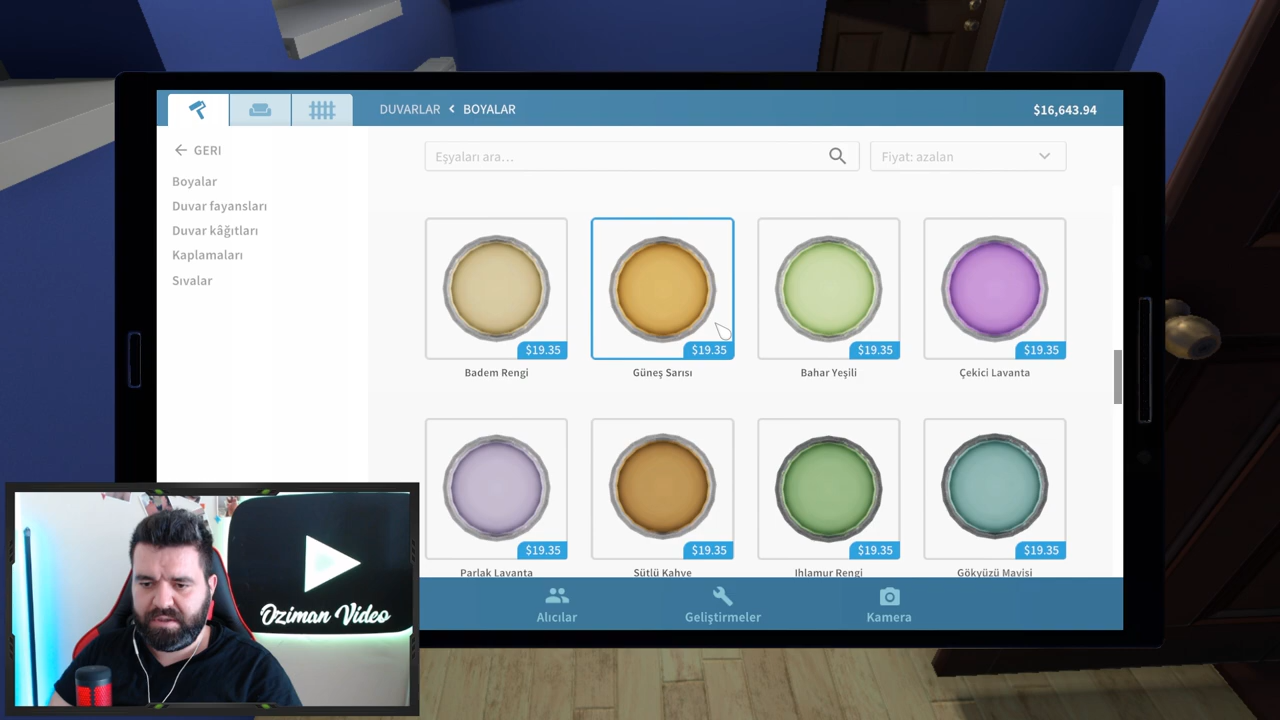 DUVARLAR < BOYALAR
$16,643.94
GERI
Eşyaları ara...
Fiyat: azalan
Boyalar
Duvar fayansları
Duvar kâğıtları
Kaplamaları
Sıvalar
$19.35 $19.35 $19.35 $19.35
Badem Rengi Güneş Sarısı Bahar Yeşili Çekici Lavanta
$19.35 $19.35 $19.35 $19.35
Parlak Lavanta Sütlü Kahve Ihlamur Rengi Gökyüzü Mavisi
Alıcılar Geliştirmeler Kamera
Oziman Video